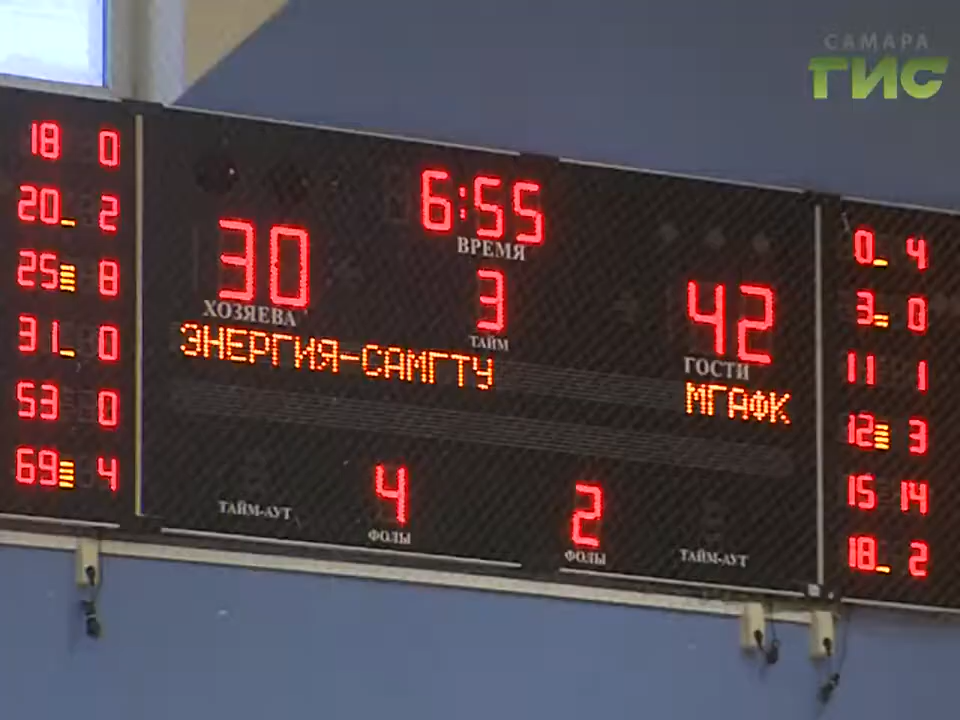 САМАРА
ГИС
18 0
20 2
25 8
31 0
53 0
69 4
6:55
ВРЕМЯ
30
ХОЗЯЕВА
3
ТАЙМ
42
ГОСТИ
ЭНЕРГИЯ-САМГТУ
МГАФК
4
2
ТАЙМ-АУТ
ФОЛЫ
ФОЛЫ
ТАЙМ-АУТ
0 4
3 0
11 1
12 3
15 14
18 2